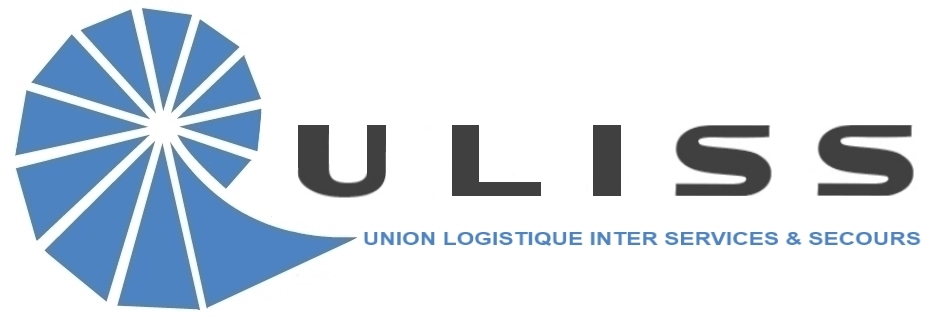 ULISS
UNION LOGISTIQUE INTER SERVICES & SECOURS